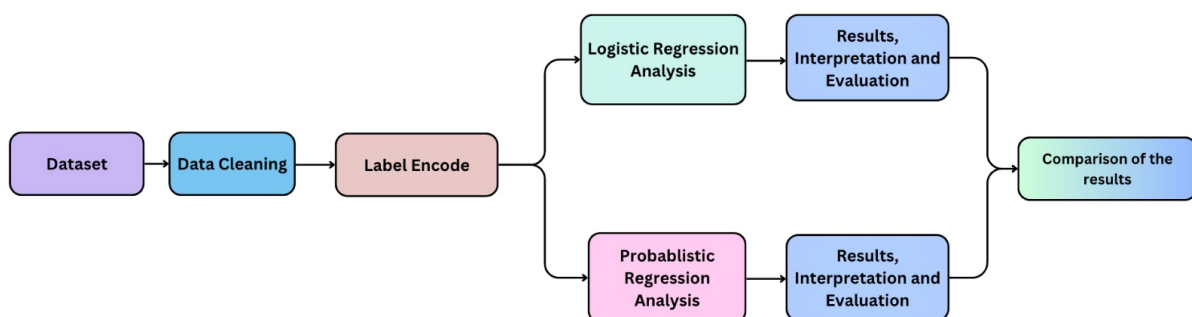 Dataset
Data Cleaning
Label Encode
Logistic Regression
Analysis
Results,
Interpretation and
Evaluation
Probablistic
Regression
Analysis
Results,
Interpretation and
Evaluation
Comparison of the
results